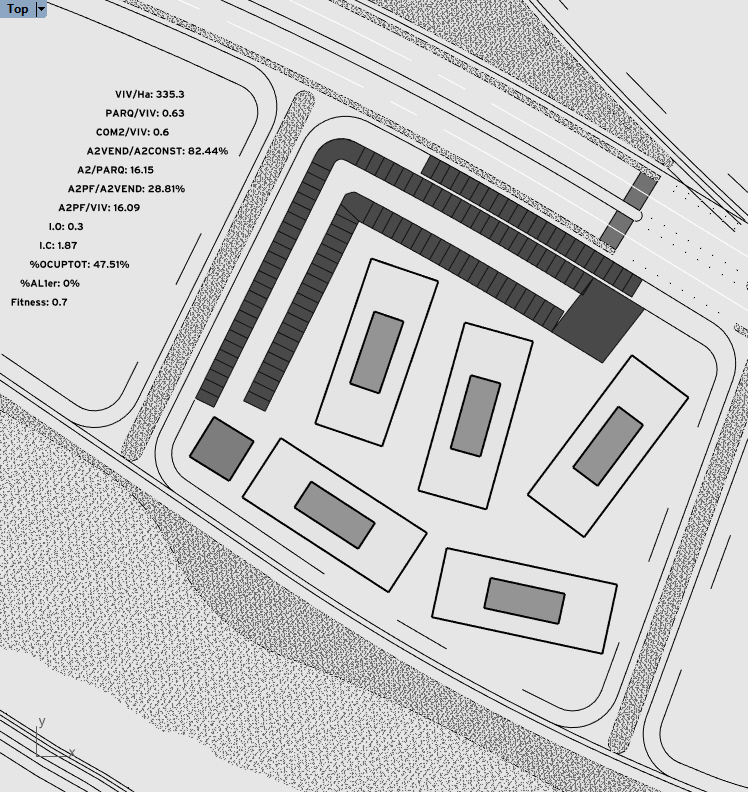 Top
VIV/Ha: 335.3
PARQ/VIV: 0.63
COM2/VIV: 0.6
A2VEND/A2CONST: 82.44%
A2/PARQ: 16.15
A2PF/A2VEND: 28.81%
A2PF/VIV: 16.09
I.O: 0.3
I.C: 1.87
%OCUPTOT: 47.51%
%AL1er: 0%
Fitness: 0.7
y
x